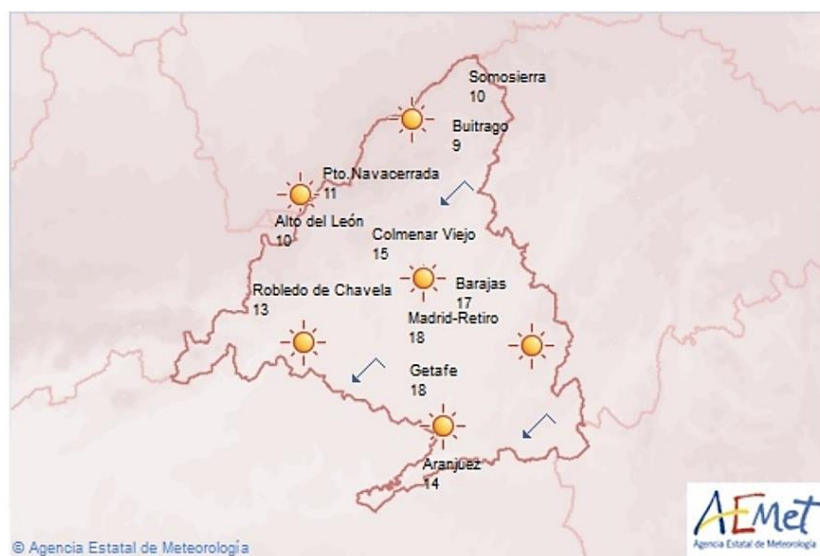 Somosierra
10
Buitrago
9
Pto.Navacerrada
11
Alto del León
10
Colmenar Viejo
15
Robledo de Chavela
13
Barajas
17
Madrid-Retiro
18
Getafe
18
Aranjuez
14
AEMet
Agencia Estatal de Meteorología
© Agencia Estatal de Meteorología